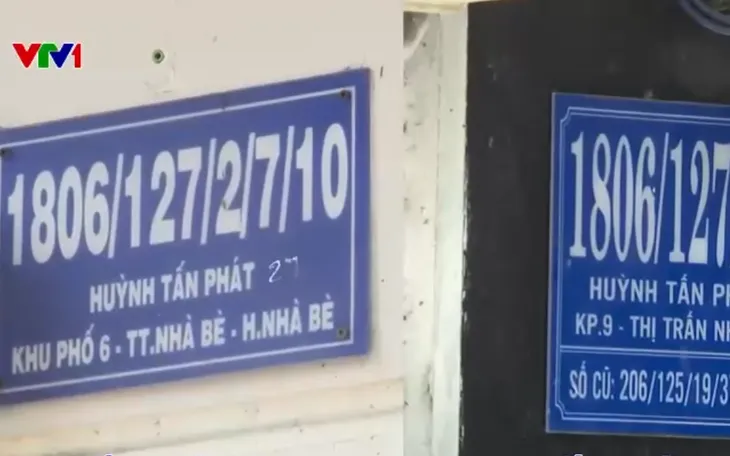 VTV1
1806/127/2/7/10
HUỲNH TẤN PHÁT 27
KHU PHỐ 6 - TT.NHÀ BÈ - H.NHÀ BÈ
1806/127
HUỲNH TẤN
KP.9 - THỊ TRẤN
SỐ CŨ: 206/125/19/3